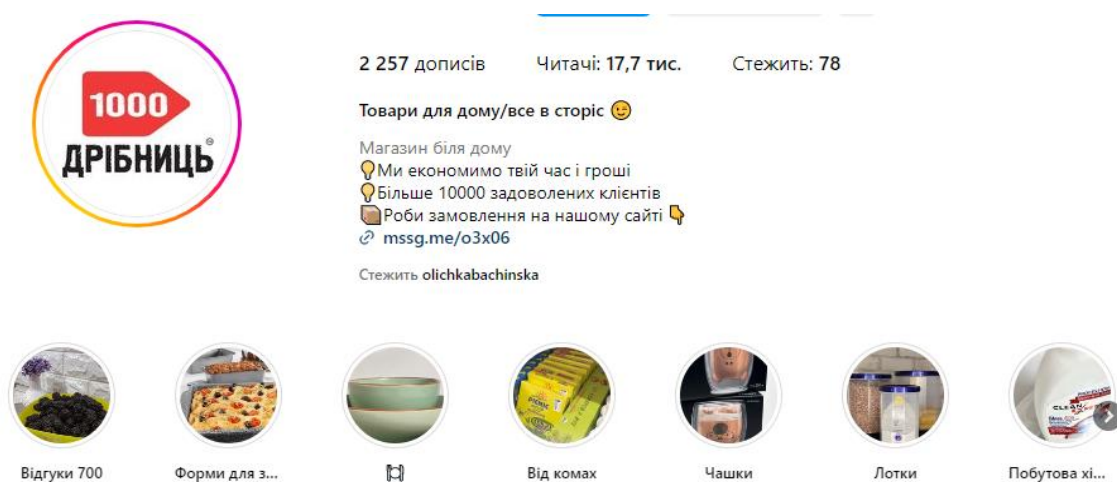 1000
ДРІБНИЦЬ
2 257 дописів Читачі: 17,7 тис. Стежить: 78
Товари для дому/все в сторіс 😉
Магазин біля дому
💡Ми економимо твій час і гроші
💡Більше 10000 задоволених клієнтів
📦Роби замовлення на нашому сайті 👇
mssg.me/o3x06
Стежить olichkabachinska
CLEAN
Відгуки 700 Форми для з... 🍽 Від комах Чашки Лотки Побутова хі...